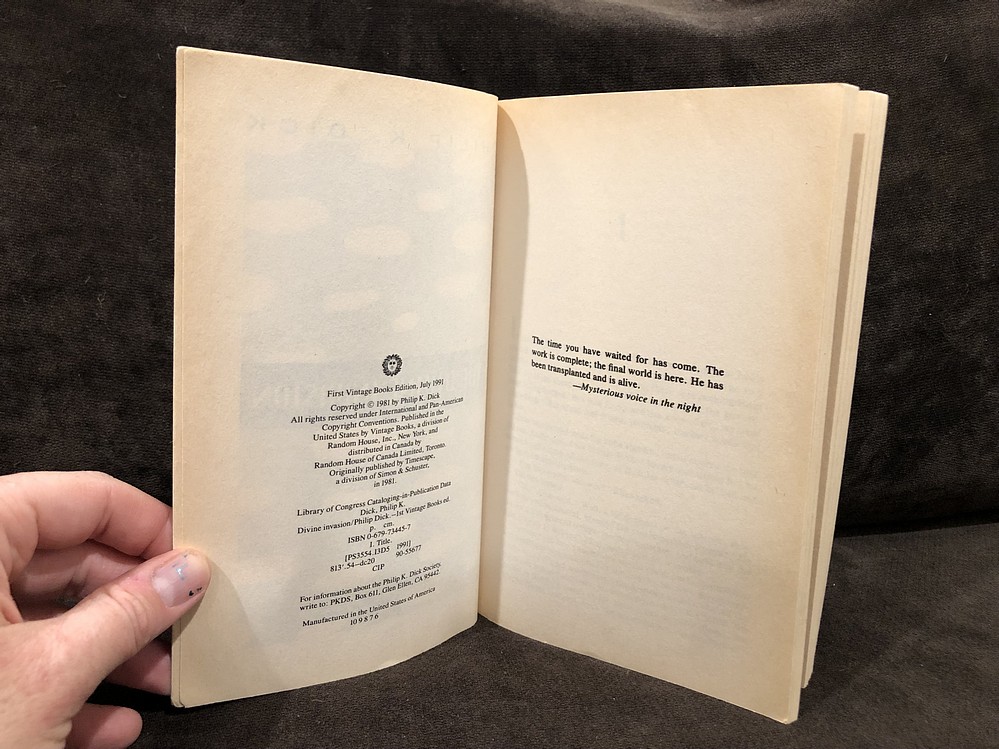 First Vintage Books Edition, July 1991
Copyright © 1981 by Philip K. Dick
All rights reserved under International and Pan-American
Copyright Conventions. Published in the
United States by Vintage Books, a division of
Random House, Inc., New York, and
distributed in Canada by
Random House of Canada Limited, Toronto.
Originally published by Timescape,
a division of Simon & Schuster,
in 1981.
Library of Congress Cataloging-in-Publication Data
Dick, Philip K.
Divine invasion/Philip Dick.—1st Vintage Books ed.
p. cm.
ISBN 0-679-73445-7
I. Title.
[PS3554.I3D5 1991]
813'.54—dc20 90-55677
CIP
For information about the Philip K. Dick Society,
write to: PKDS, Box 611, Glen Ellen, CA 95442.
Manufactured in the United States of America
10 9 8 7 6
The time you have waited for has come. The
work is complete; the final world is here. He has
been transplanted and is alive.
—Mysterious voice in the night